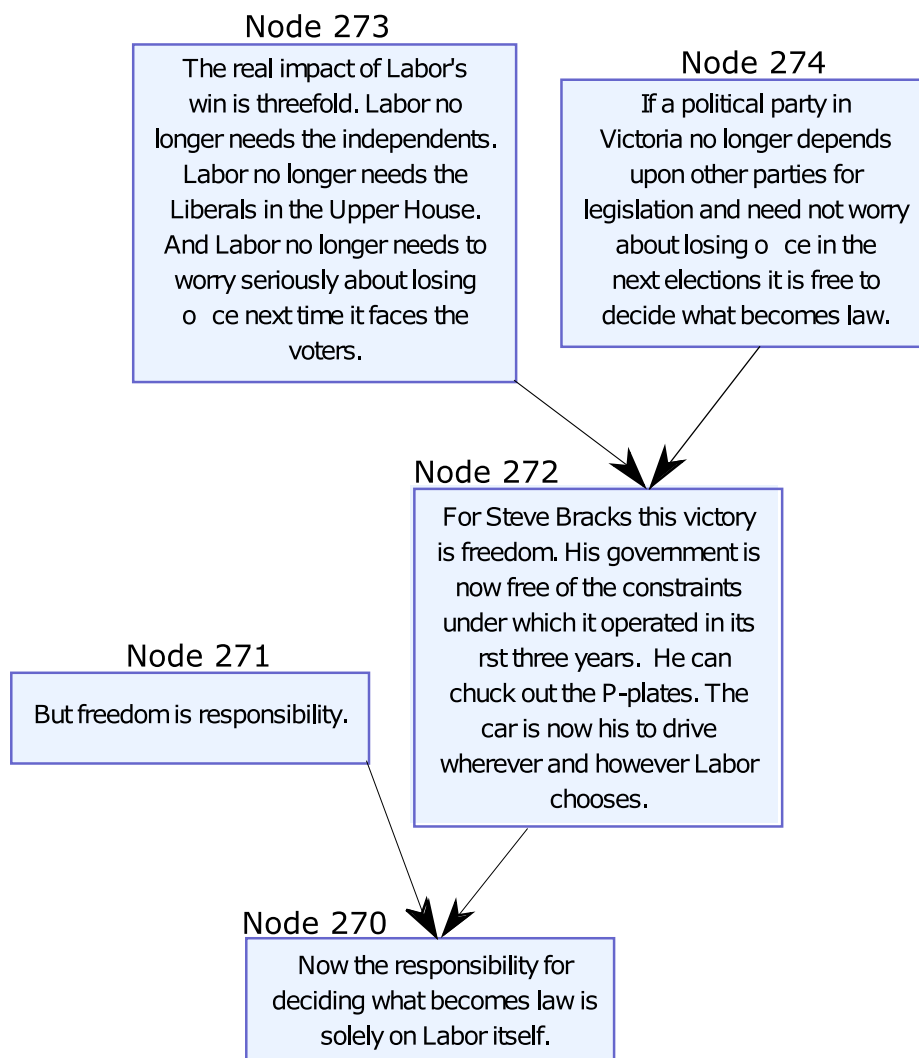 Node 273
The real impact of Labor's
win is threefold. Labor no
longer needs the independents.
Labor no longer needs the
Liberals in the Upper House.
And Labor no longer needs to
worry seriously about losing
o ce next time it faces the
voters.
Node 274
If a political party in
Victoria no longer depends
upon other parties for
legislation and need not worry
about losing o ce in the
next elections it is free to
decide what becomes law.
Node 272
For Steve Bracks this victory
is freedom. His government is
now free of the constraints
under which it operated in its
rst three years. He can
chuck out the P-plates. The
car is now his to drive
wherever and however Labor
chooses.
Node 271
But freedom is responsibility.
Node 270
Now the responsibility for
deciding what becomes law is
solely on Labor itself.